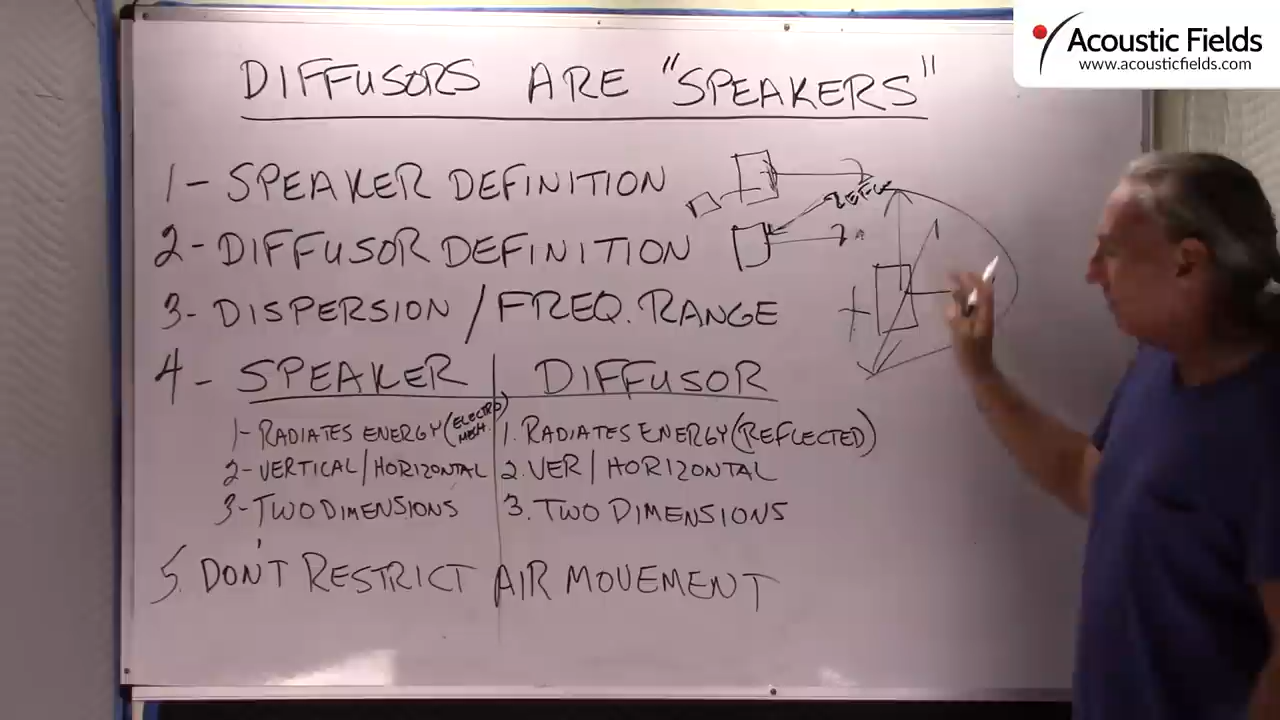 Acoustic Fields
www.acousticfields.com
DIFFUSORS ARE "SPEAKERS"
1- SPEAKER DEFINITION
2- DIFFUSOR DEFINITION
3- DISPERSION / FREQ. RANGE
4- SPEAKER | DIFFUSOR
1- RADIATES ENERGY (ELECTRO MECH.)
2- VERTICAL/HORIZONTAL
3- TWO DIMENSIONS
1. RADIATES ENERGY (REFLECTED)
2. VER/HORIZONTAL
3. TWO DIMENSIONS
5. DON'T RESTRICT AIR MOVEMENT